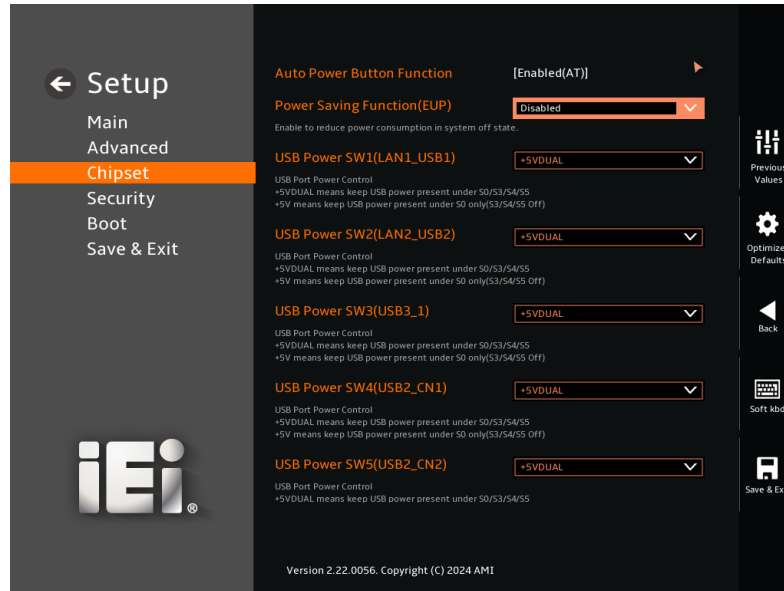 Setup
Main
Advanced
Chipset
Security
Boot
Save & Exit
iEi®
Auto Power Button Function [Enabled(AT)]
Power Saving Function(EUP) Disabled
Enable to reduce power consumption in system off state.
USB Power SW1(LAN1_USB1) +5VDUAL
USB Port Power Control
+5VDUAL means keep USB power present under S0/S3/S4/S5
+5V means keep USB power present under S0 only(S3/S4/S5 Off)
USB Power SW2(LAN2_USB2) +5VDUAL
USB Port Power Control
+5VDUAL means keep USB power present under S0/S3/S4/S5
+5V means keep USB power present under S0 only(S3/S4/S5 Off)
USB Power SW3(USB3_1) +5VDUAL
USB Port Power Control
+5VDUAL means keep USB power present under S0/S3/S4/S5
+5V means keep USB power present under S0 only(S3/S4/S5 Off)
USB Power SW4(USB2_CN1) +5VDUAL
USB Port Power Control
+5VDUAL means keep USB power present under S0/S3/S4/S5
+5V means keep USB power present under S0 only(S3/S4/S5 Off)
USB Power SW5(USB2_CN2) +5VDUAL
USB Port Power Control
+5VDUAL means keep USB power present under S0/S3/S4/S5
Version 2.22.0056. Copyright (C) 2024 AMI
Previous
Values
Optimize
Defaults
Back
Soft kbd
Save & Ex